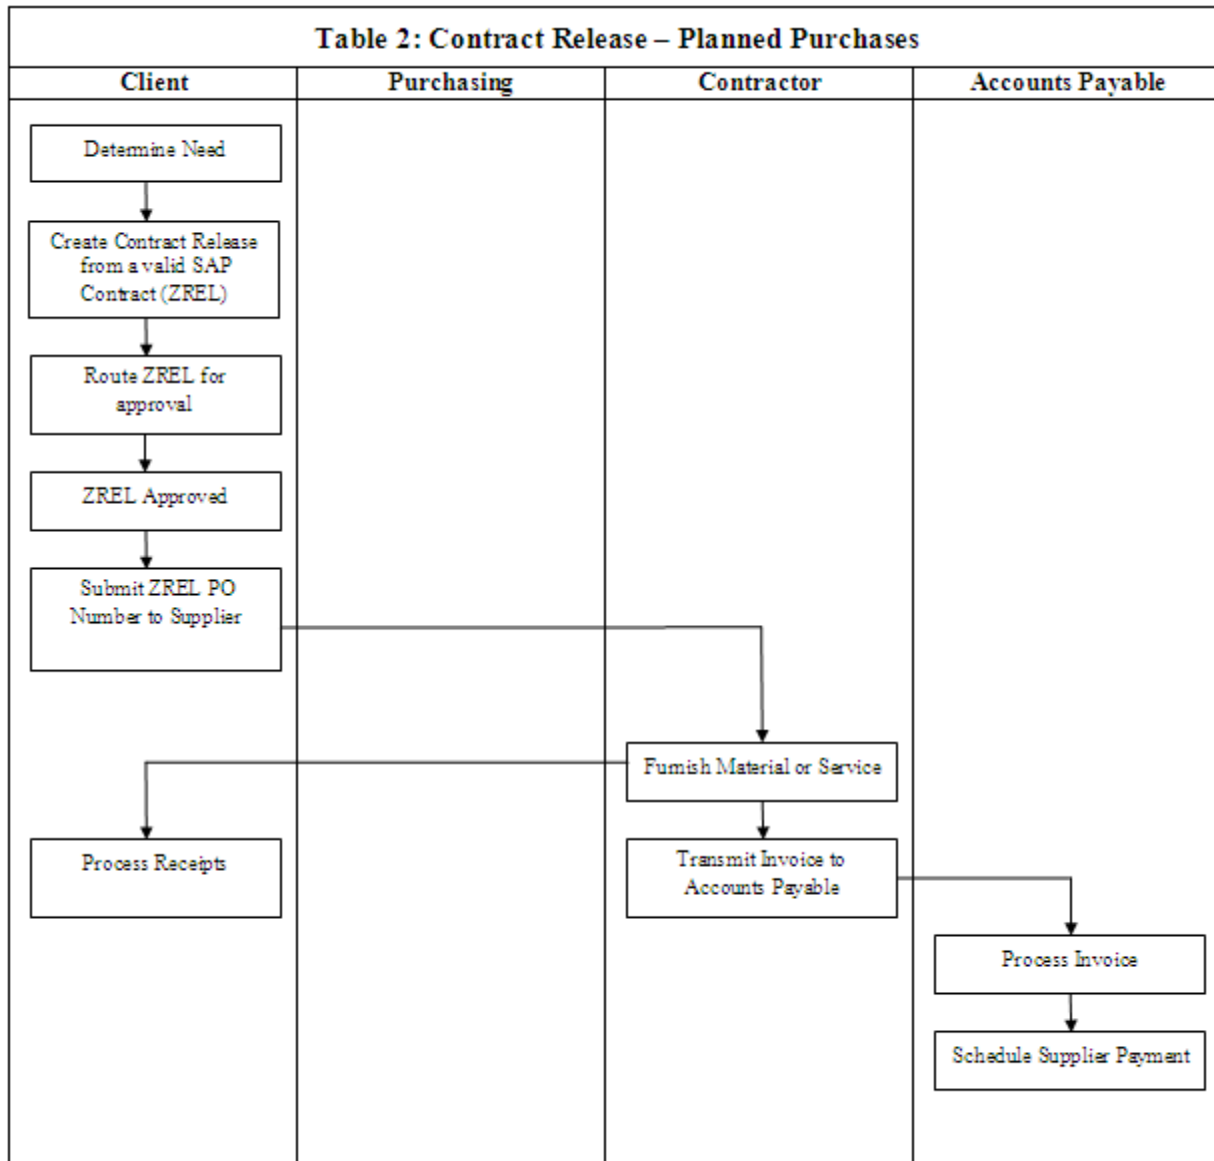 Table 2: Contract Release – Planned Purchases
Client
Purchasing
Contractor
Accounts Payable
Determine Need
Create Contract Release
from a valid SAP
Contract (ZREL)
Route ZREL for
approval
ZREL Approved
Submit ZREL PO
Number to Supplier
Furnish Material or Service
Process Receipts
Transmit Invoice to
Accounts Payable
Process Invoice
Schedule Supplier Payment